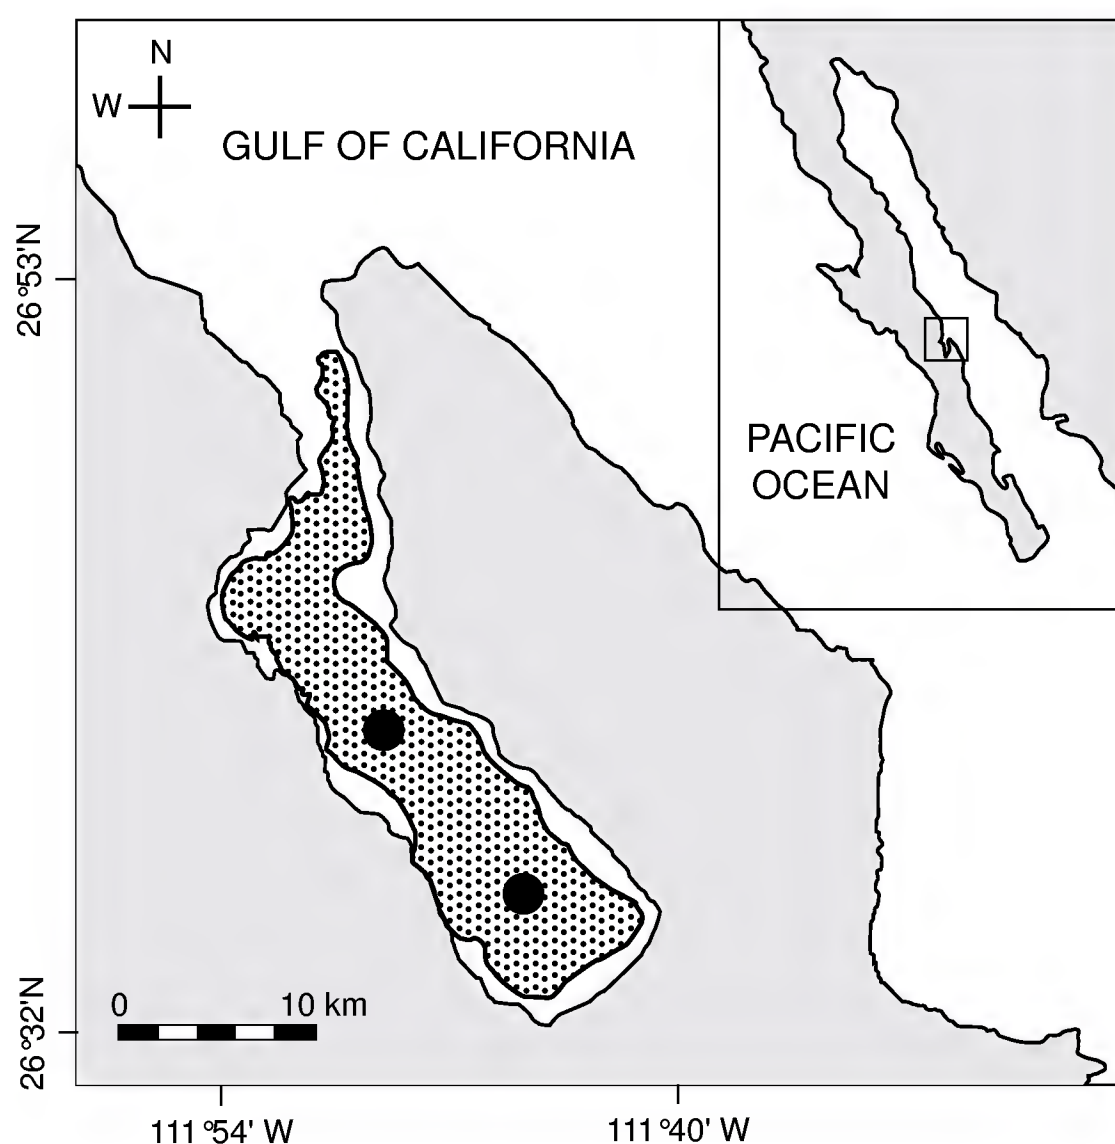 N
W
GULF OF CALIFORNIA
26°53'N
PACIFIC
OCEAN
0 10 km
26°32'N
111°54' W 111°40' W